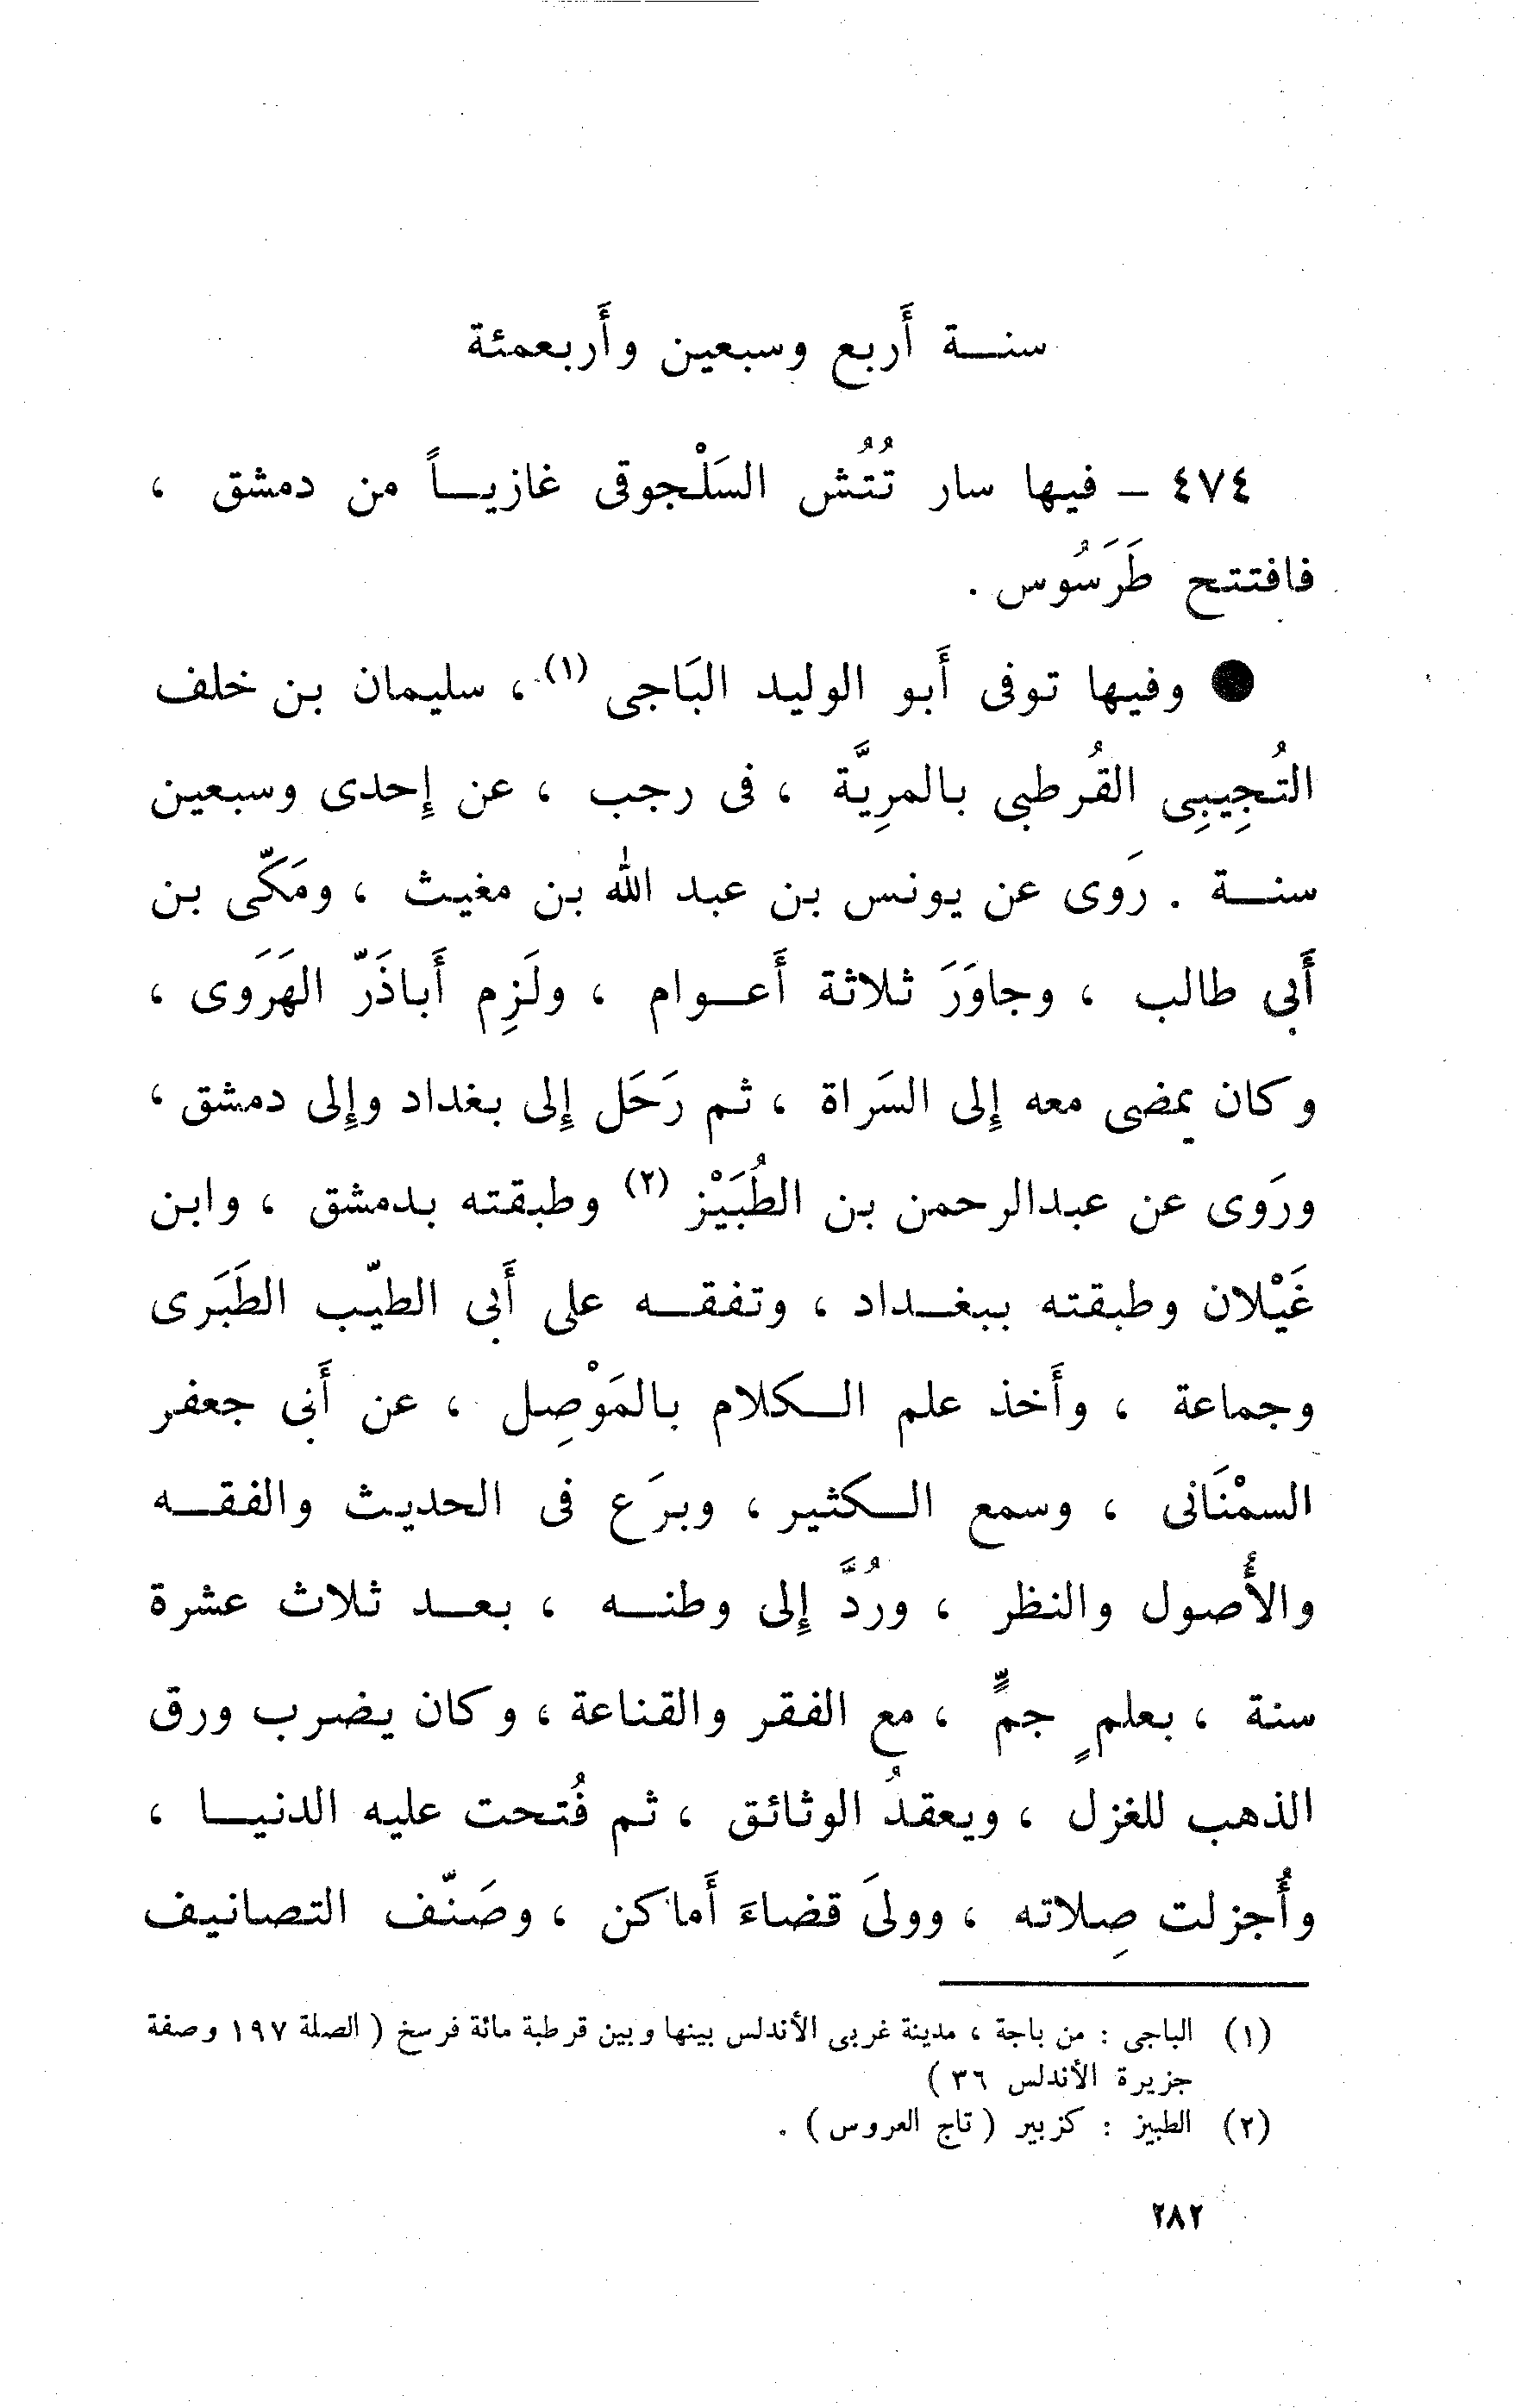 سنة أَربع وسبعين وأَربعمئة
٤٧٤ – فيها سار تُتُش السَلْجوقى غازياً من دمشق ،
فافتتح طَرَسُوس .
● وفيها توفى أَبو الوليد البَاجى (١) ، سليمان بن خلف
التُجِيبِى القُرطبى بالمرِيَّة ، فى رجب ، عن إِحدى وسبعين
سنة . رَوى عن يونس بن عبد الله بن مغيث ، ومَكّى بن
أَبى طالب ، وجاوَرَ ثلاثة أَعوام ، ولَزِم أَباذَرّ الهَرَوى ،
وكان يمضى معه إِلى السَراة ، ثم رَحَل إِلى بغداد وإِلى دمشق ،
ورَوى عن عبدالرحمن بن الطُبَيْز (٢) وطبقته بدمشق ، وابن
غَيْلان وطبقته ببغداد ، وتفقه على أَبى الطيّب الطَبَرى
وجماعة ، وأَخذ علم الكلام بالمَوْصِل ، عن أَبى جعفر
السمْنَانى ، وسمع الكثير ، وبرَع فى الحديث والفقه
والأُصول والنظر ، ورُدَّ إِلى وطنه ، بعد ثلاث عشرة
سنة ، بعلمٍ جمٍّ ، مع الفقر والقناعة ، وكان يضرب ورق
الذهب للغزل ، ويعقدُ الوثائق ، ثم فُتحت عليه الدنيا ،
وأُجزلت صِلاته ، وولىَ قضاءَ أَماكن ، وصَنّف التصانيف
(١) الباجى : من باجة ، مدينة غربى الأندلس بينها وبين قرطبة مائة فرسخ ( الصلة ١٩٧ وصفة
جزيرة الأندلس ٣٦ )
(٢) الطبيز : كزبير ( تاج العروس ) .
٢٨٢